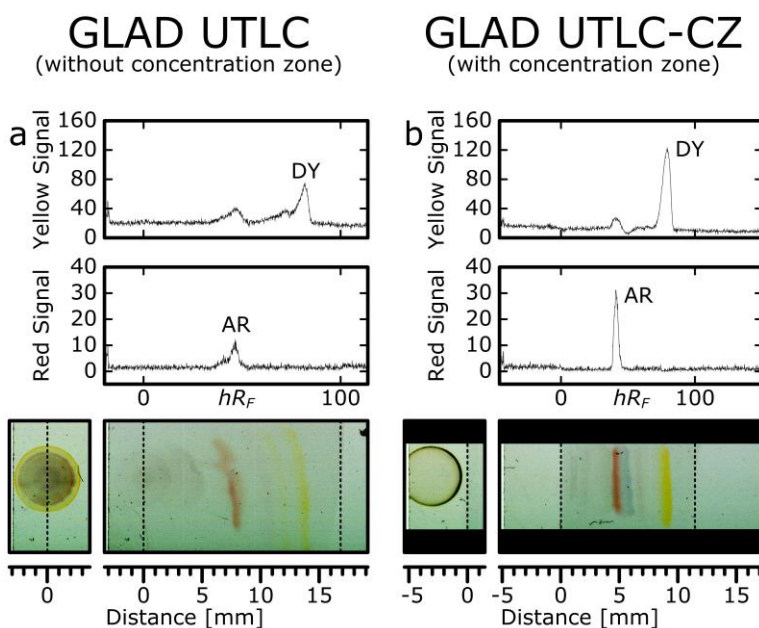 GLAD UTLC
(without concentration zone)
GLAD UTLC-CZ
(with concentration zone)
a
Yellow Signal
160
120
80
40
0
DY
Red Signal
40
30
20
10
0
AR
0
hR_F
100
0
0
5
10
15
Distance [mm]
b
Yellow Signal
160
120
80
40
0
DY
Red Signal
40
30
20
10
0
AR
0
hR_F
100
-5
0
-5
0
5
10
15
Distance [mm]